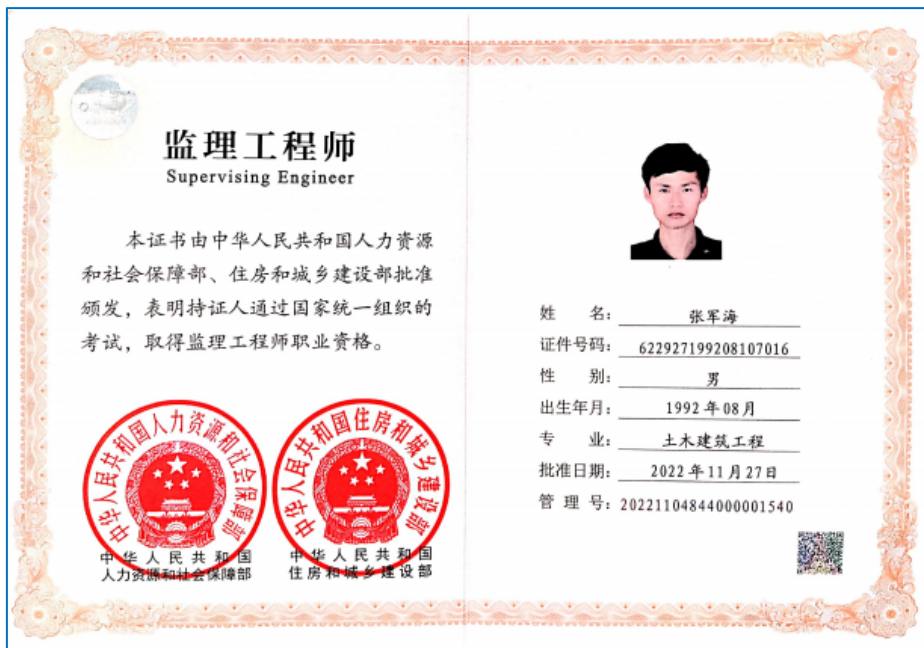 监理工程师
Supervising Engineer
本证书由中华人民共和国人力资源
和社会保障部、住房和城乡建设部批准
颁发，表明持证人通过国家统一组织的
考试，取得监理工程师职业资格。
中华人民共和国人力资源和社会保障部
中华人民共和国住房和城乡建设部
中华人民共和国
人力资源和社会保障部
中华人民共和国
住房和城乡建设部
姓 名： 张军海
证件号码： 622927199208107016
性 别： 男
出生年月： 1992年08月
专 业： 土木建筑工程
批准日期： 2022年11月27日
管 理 号： 20221104844000001540